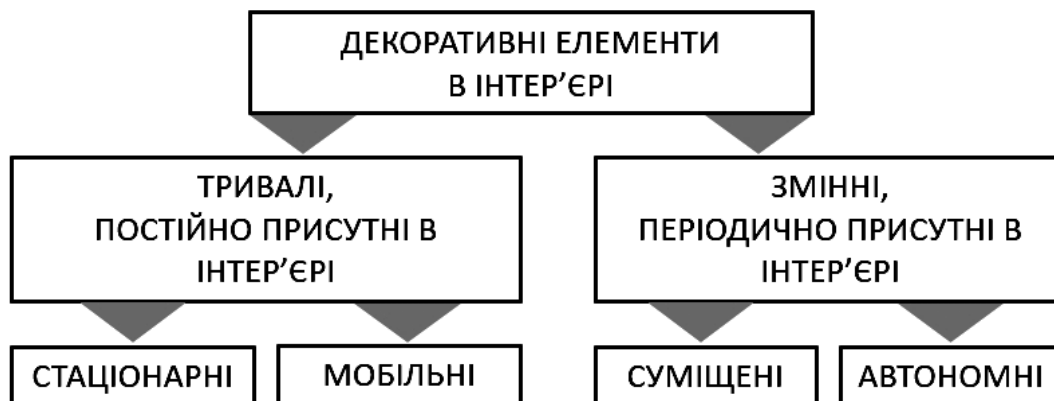 ДЕКОРАТИВНІ ЕЛЕМЕНТИ
В ІНТЕР’ЄРІ
ТРИВАЛІ,
ПОСТІЙНО ПРИСУТНІ В
ІНТЕР’ЄРІ
ЗМІННІ,
ПЕРІОДИЧНО ПРИСУТНІ В
ІНТЕР’ЄРІ
СТАЦІОНАРНІ
МОБІЛЬНІ
СУМІЩЕНІ
АВТОНОМНІ